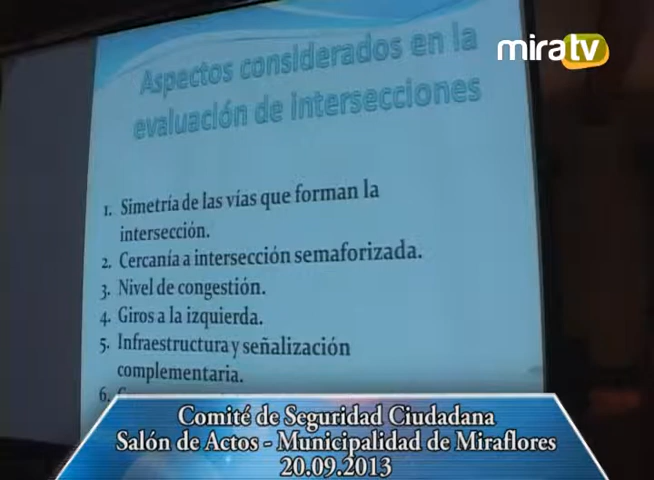 miratv
Aspectos considerados en la
evaluación de intersecciones
1. Simetría de las vías que forman la
intersección.
2. Cercanía a intersección semaforizada.
3. Nivel de congestión.
4. Giros a la izquierda.
5. Infraestructura y señalización
complementaria.
6.
Comité de Seguridad Ciudadana
Salón de Actos - Municipalidad de Miraflores
20.09.2013